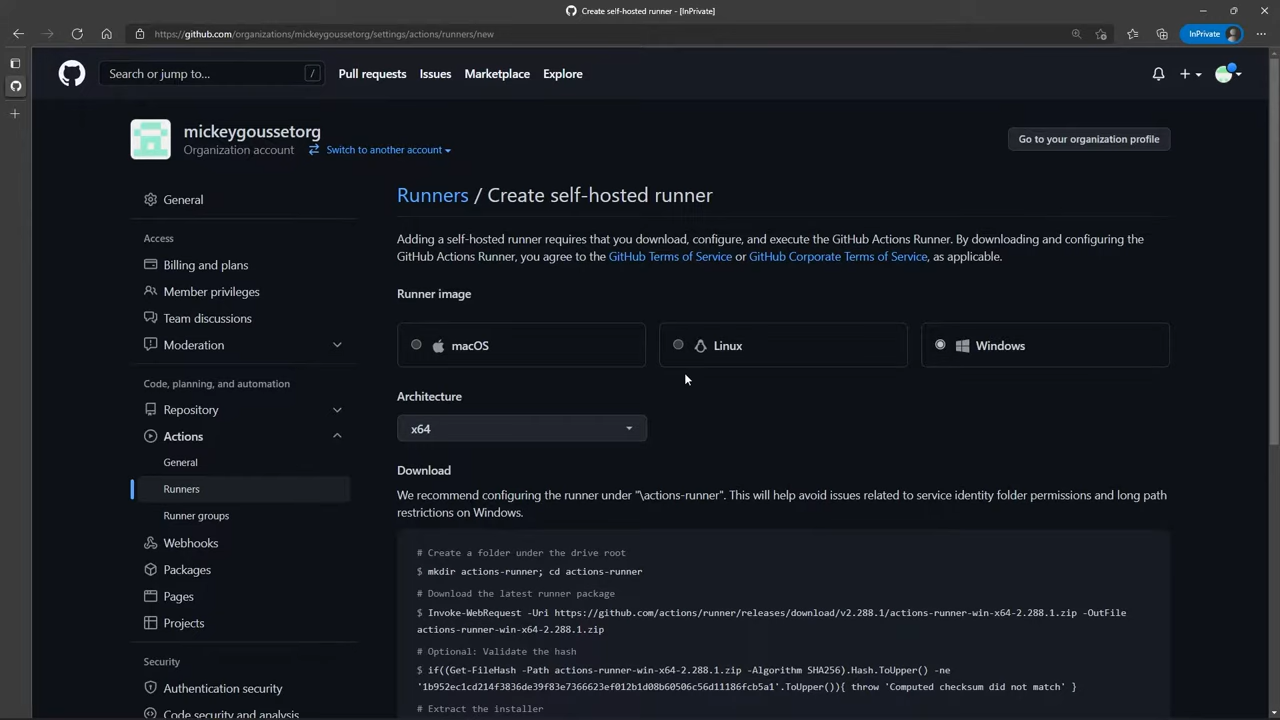 Create self-hosted runner - [InPrivate]
https://github.com/organizations/mickeygoussetorg/settings/actions/runners/new
InPrivate
Search or jump to...
/
Pull requests
Issues
Marketplace
Explore
mickeygoussetorg
Organization account
Switch to another account
Go to your organization profile
General
Access
Billing and plans
Member privileges
Team discussions
Moderation
Code, planning, and automation
Repository
Actions
General
Runners
Runner groups
Webhooks
Packages
Pages
Projects
Security
Authentication security
Code security and analysis
Runners / Create self-hosted runner
Adding a self-hosted runner requires that you download, configure, and execute the GitHub Actions Runner. By downloading and configuring the
GitHub Actions Runner, you agree to the GitHub Terms of Service or GitHub Corporate Terms of Service, as applicable.
Runner image
macOS
Linux
Windows
Architecture
x64
Download
We recommend configuring the runner under "\actions-runner". This will help avoid issues related to service identity folder permissions and long path
restrictions on Windows.
# Create a folder under the drive root
$ mkdir actions-runner; cd actions-runner
# Download the latest runner package
$ Invoke-WebRequest -Uri https://github.com/actions/runner/releases/download/v2.288.1/actions-runner-win-x64-2.288.1.zip -OutFile
actions-runner-win-x64-2.288.1.zip
# Optional: Validate the hash
$ if((Get-FileHash -Path actions-runner-win-x64-2.288.1.zip -Algorithm SHA256).Hash.ToUpper() -ne
'1b952ec1cd214f3836de39f83e7366623ef012b1d08b60506c56d11186fcb5a1'.ToUpper()){ throw 'Computed checksum did not match' }
# Extract the installer